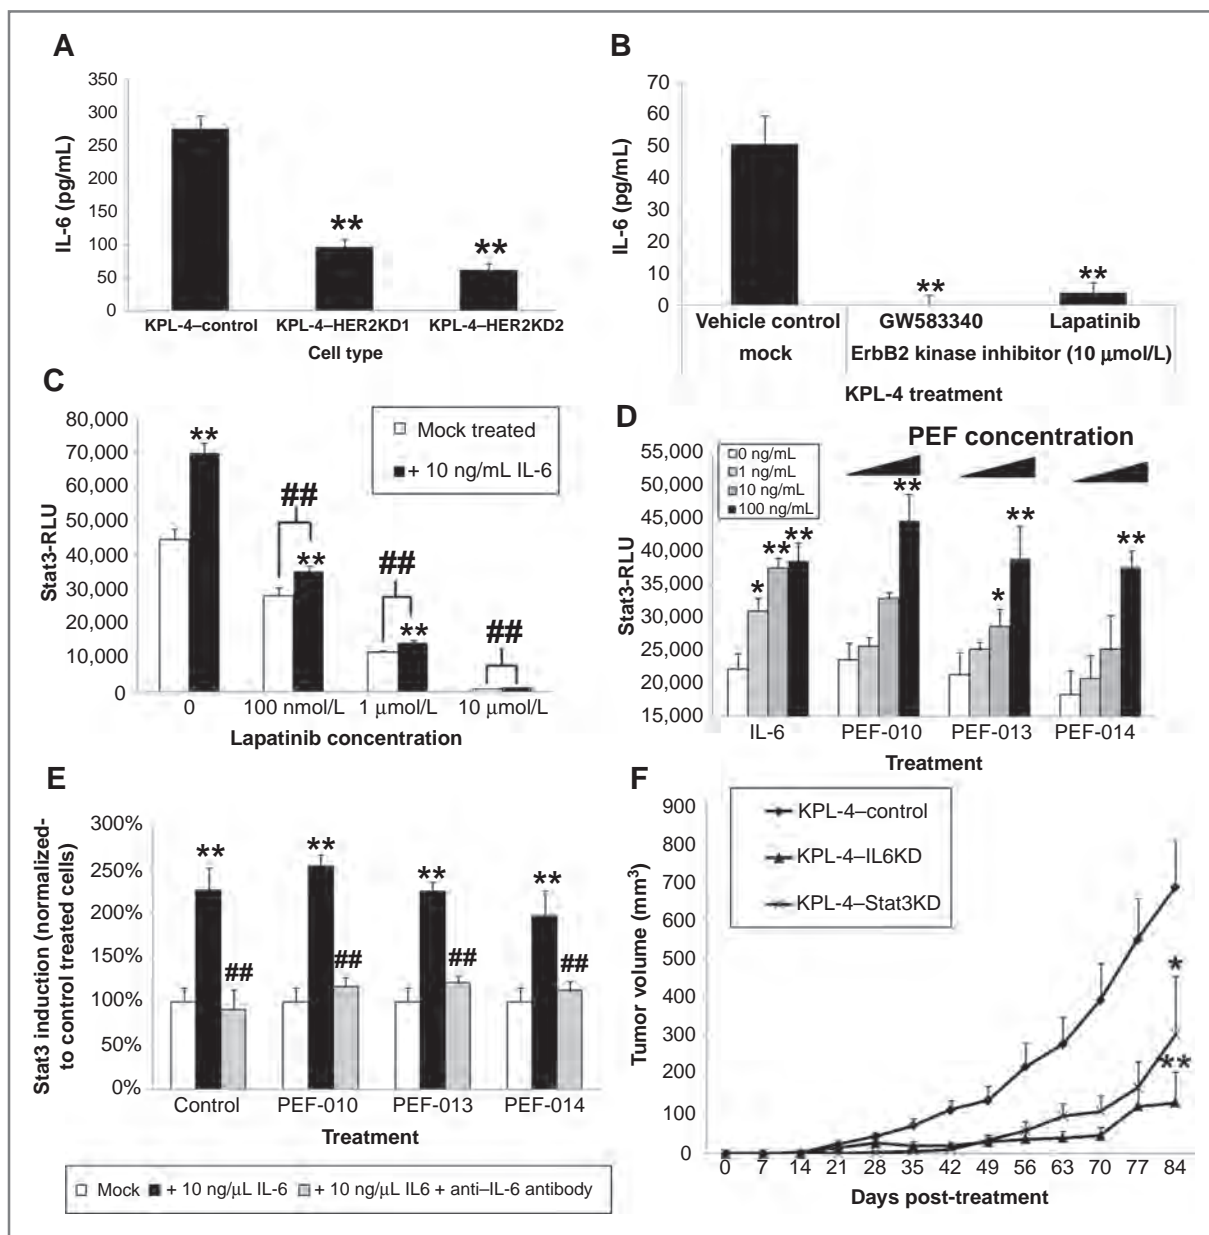 A
350
300
250
200
150
100
50
0
IL-6 (pg/mL)
**
**
KPL-4–control KPL-4–HER2KD1 KPL-4–HER2KD2
Cell type
B
70
60
50
40
30
20
10
0
IL-6 (pg/mL)
**
**
Vehicle control GW583340 Lapatinib
mock ErbB2 kinase inhibitor (10 μmol/L)
KPL-4 treatment
C
80,000
70,000
60,000
50,000
40,000
30,000
20,000
10,000
0
Stat3-RLU
Mock treated
+ 10 ng/mL IL-6
**
##
**
##
**
##
0 100 nmol/L 1 μmol/L 10 μmol/L
Lapatinib concentration
D
PEF concentration
55,000
50,000
45,000
40,000
35,000
30,000
25,000
20,000
15,000
Stat3-RLU
0 ng/mL
1 ng/mL
10 ng/mL
100 ng/mL
* ** **
**
* **
**
IL-6 PEF-010 PEF-013 PEF-014
Treatment
E
300%
250%
200%
150%
100%
50%
0%
Stat3 induction (normalized-
to control treated cells)
** ** ** **
## ## ## ##
Control PEF-010 PEF-013 PEF-014
Treatment
Mock + 10 ng/μL IL-6 + 10 ng/μL IL6 + anti–IL-6 antibody
F
900
800
700
600
500
400
300
200
100
0
Tumor volume (mm³)
KPL-4–control
KPL-4–IL6KD
KPL-4–Stat3KD
*
**
0 7 14 21 28 35 42 49 56 63 70 77 84
Days post-treatment